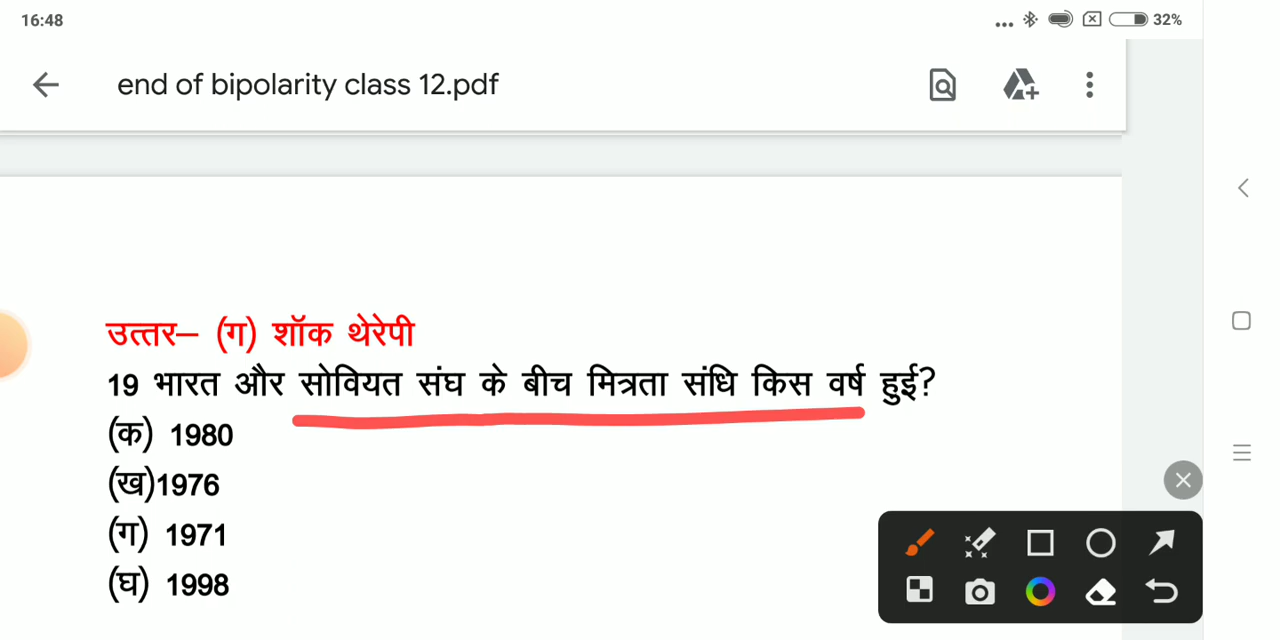 16:48
32%
end of bipolarity class 12.pdf
उत्तर– (ग) शॉक थेरेपी
19 भारत और सोवियत संघ के बीच मित्रता संधि किस वर्ष हुई?
(क) 1980
(ख)1976
(ग) 1971
(घ) 1998